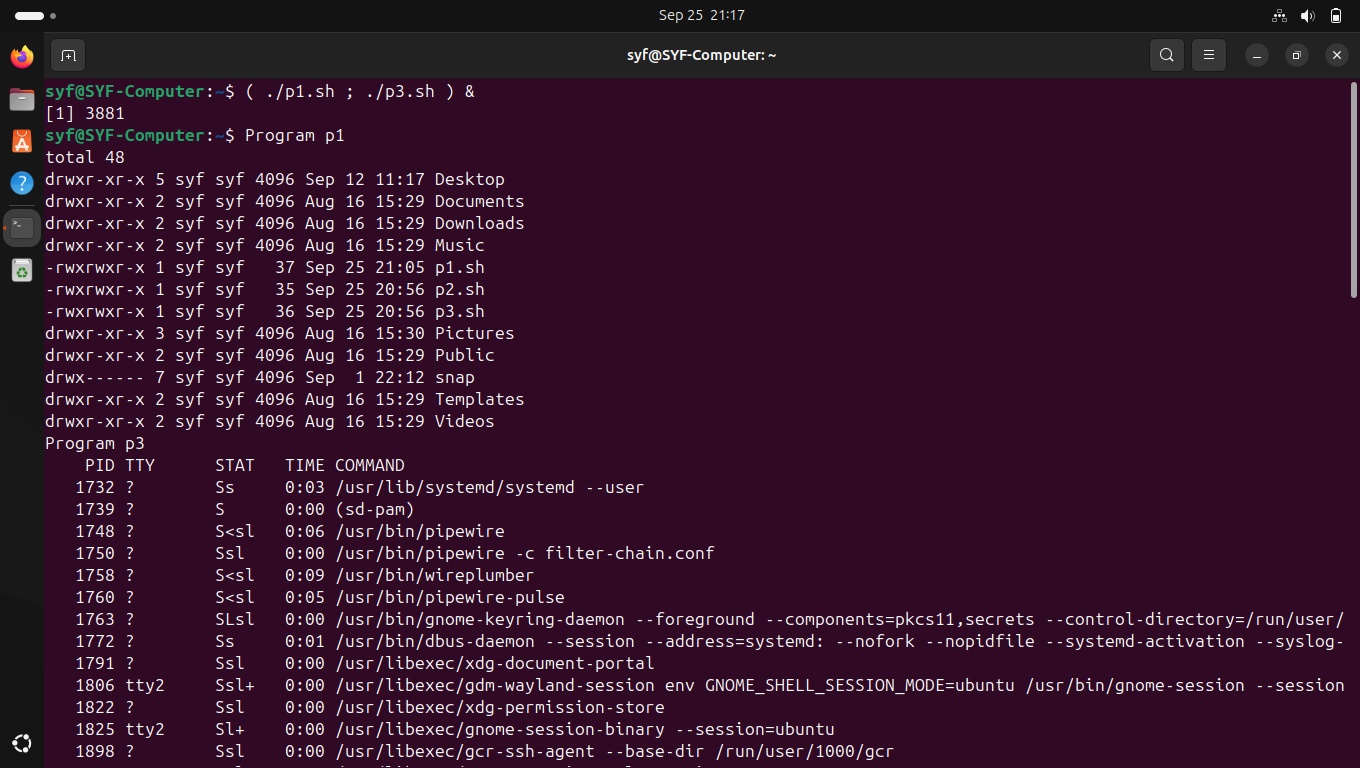 Sep 25 21:17
syf@SYF-Computer: ~
syf@SYF-Computer:~$ ( ./p1.sh ; ./p3.sh ) &
[1] 3881
syf@SYF-Computer:~$ Program p1
total 48
drwxr-xr-x 5 syf syf 4096 Sep 12 11:17 Desktop
drwxr-xr-x 2 syf syf 4096 Aug 16 15:29 Documents
drwxr-xr-x 2 syf syf 4096 Aug 16 15:29 Downloads
drwxr-xr-x 2 syf syf 4096 Aug 16 15:29 Music
-rwxrwxr-x 1 syf syf   37 Sep 25 21:05 p1.sh
-rwxrwxr-x 1 syf syf   35 Sep 25 20:56 p2.sh
-rwxrwxr-x 1 syf syf   36 Sep 25 20:56 p3.sh
drwxr-xr-x 3 syf syf 4096 Aug 16 15:30 Pictures
drwxr-xr-x 2 syf syf 4096 Aug 16 15:29 Public
drwx------ 7 syf syf 4096 Sep  1 22:12 snap
drwxr-xr-x 2 syf syf 4096 Aug 16 15:29 Templates
drwxr-xr-x 2 syf syf 4096 Aug 16 15:29 Videos
Program p3
    PID TTY      STAT   TIME COMMAND
   1732 ?        Ss     0:03 /usr/lib/systemd/systemd --user
   1739 ?        S      0:00 (sd-pam)
   1748 ?        S<sl   0:06 /usr/bin/pipewire
   1750 ?        Ssl    0:00 /usr/bin/pipewire -c filter-chain.conf
   1758 ?        S<sl   0:09 /usr/bin/wireplumber
   1760 ?        S<sl   0:05 /usr/bin/pipewire-pulse
   1763 ?        SLsl   0:00 /usr/bin/gnome-keyring-daemon --foreground --components=pkcs11,secrets --control-directory=/run/user/
   1772 ?        Ss     0:01 /usr/bin/dbus-daemon --session --address=systemd: --nofork --nopidfile --systemd-activation --syslog-
   1791 ?        Ssl    0:00 /usr/libexec/xdg-document-portal
   1806 tty2     Ssl+   0:00 /usr/libexec/gdm-wayland-session env GNOME_SHELL_SESSION_MODE=ubuntu /usr/bin/gnome-session --session
   1822 ?        Ssl    0:00 /usr/libexec/xdg-permission-store
   1825 tty2     Sl+    0:00 /usr/libexec/gnome-session-binary --session=ubuntu
   1898 ?        Ssl    0:00 /usr/libexec/gcr-ssh-agent --base-dir /run/user/1000/gcr